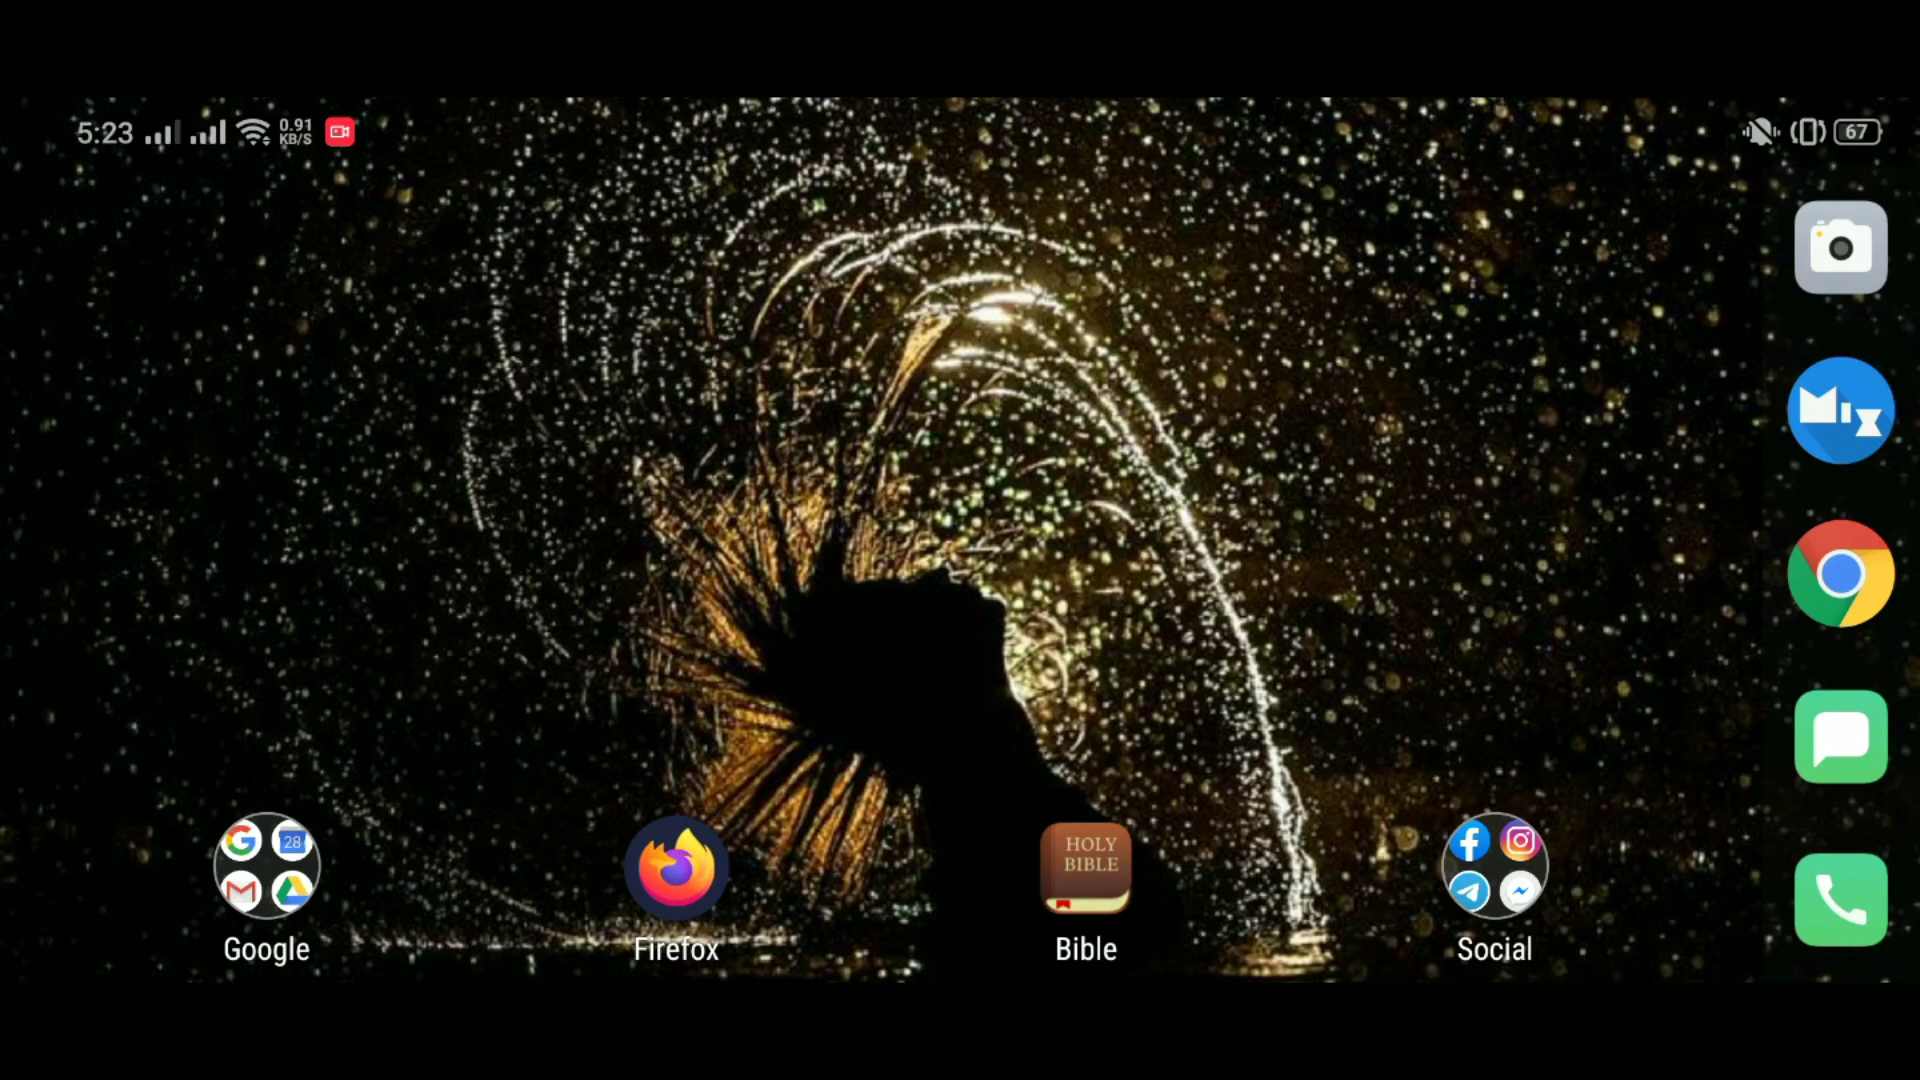 5:23
0.91
KB/S
67
28
HOLY
BIBLE
Google
Firefox
Bible
Social